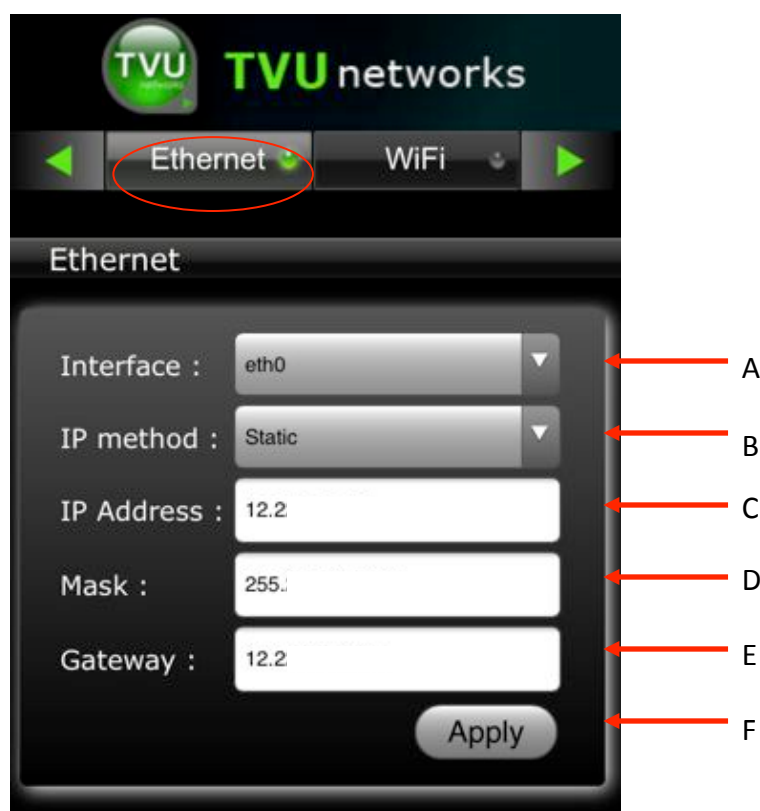 TVU
networks
TVU networks
Ethernet WiFi
Ethernet
Interface : eth0 A
IP method : Static B
IP Address : 12.2 C
Mask : 255. D
Gateway : 12.2 E
Apply F